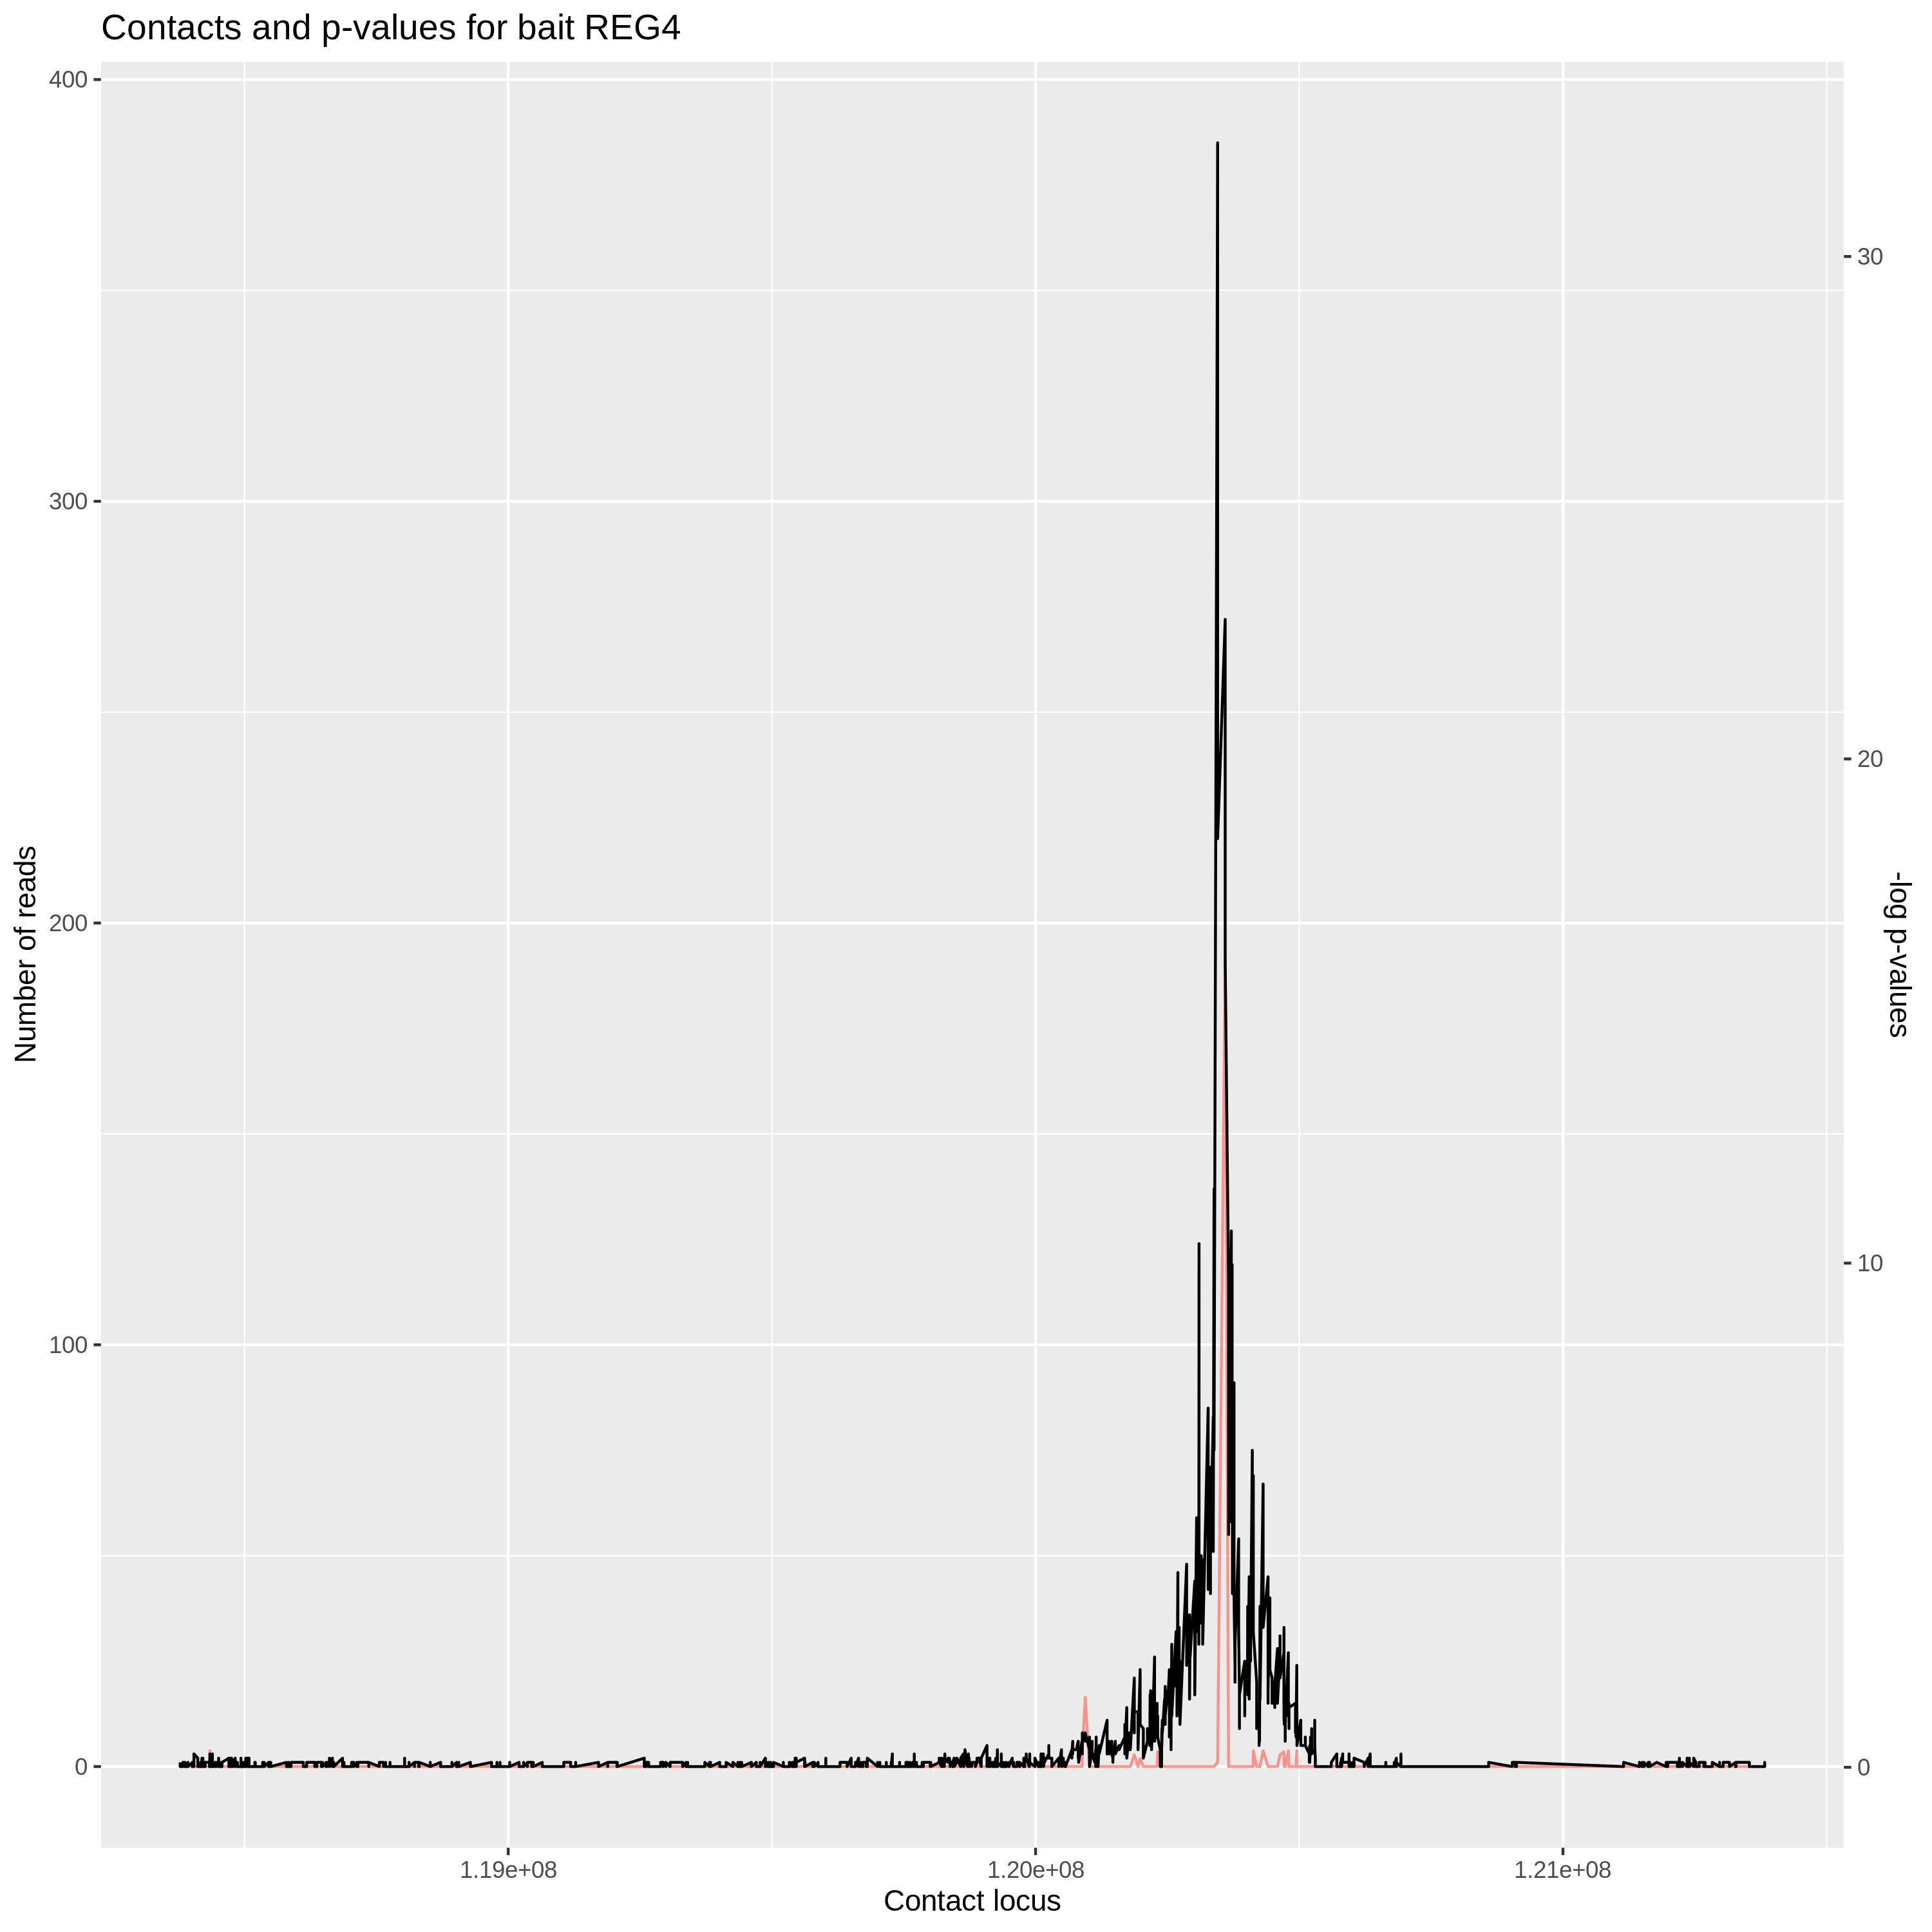 Contacts and p-values for bait REG4
400
300
200
100
0
Number of reads
30
20
10
0
-log p-values
1.19e+08 1.20e+08 1.21e+08
Contact locus